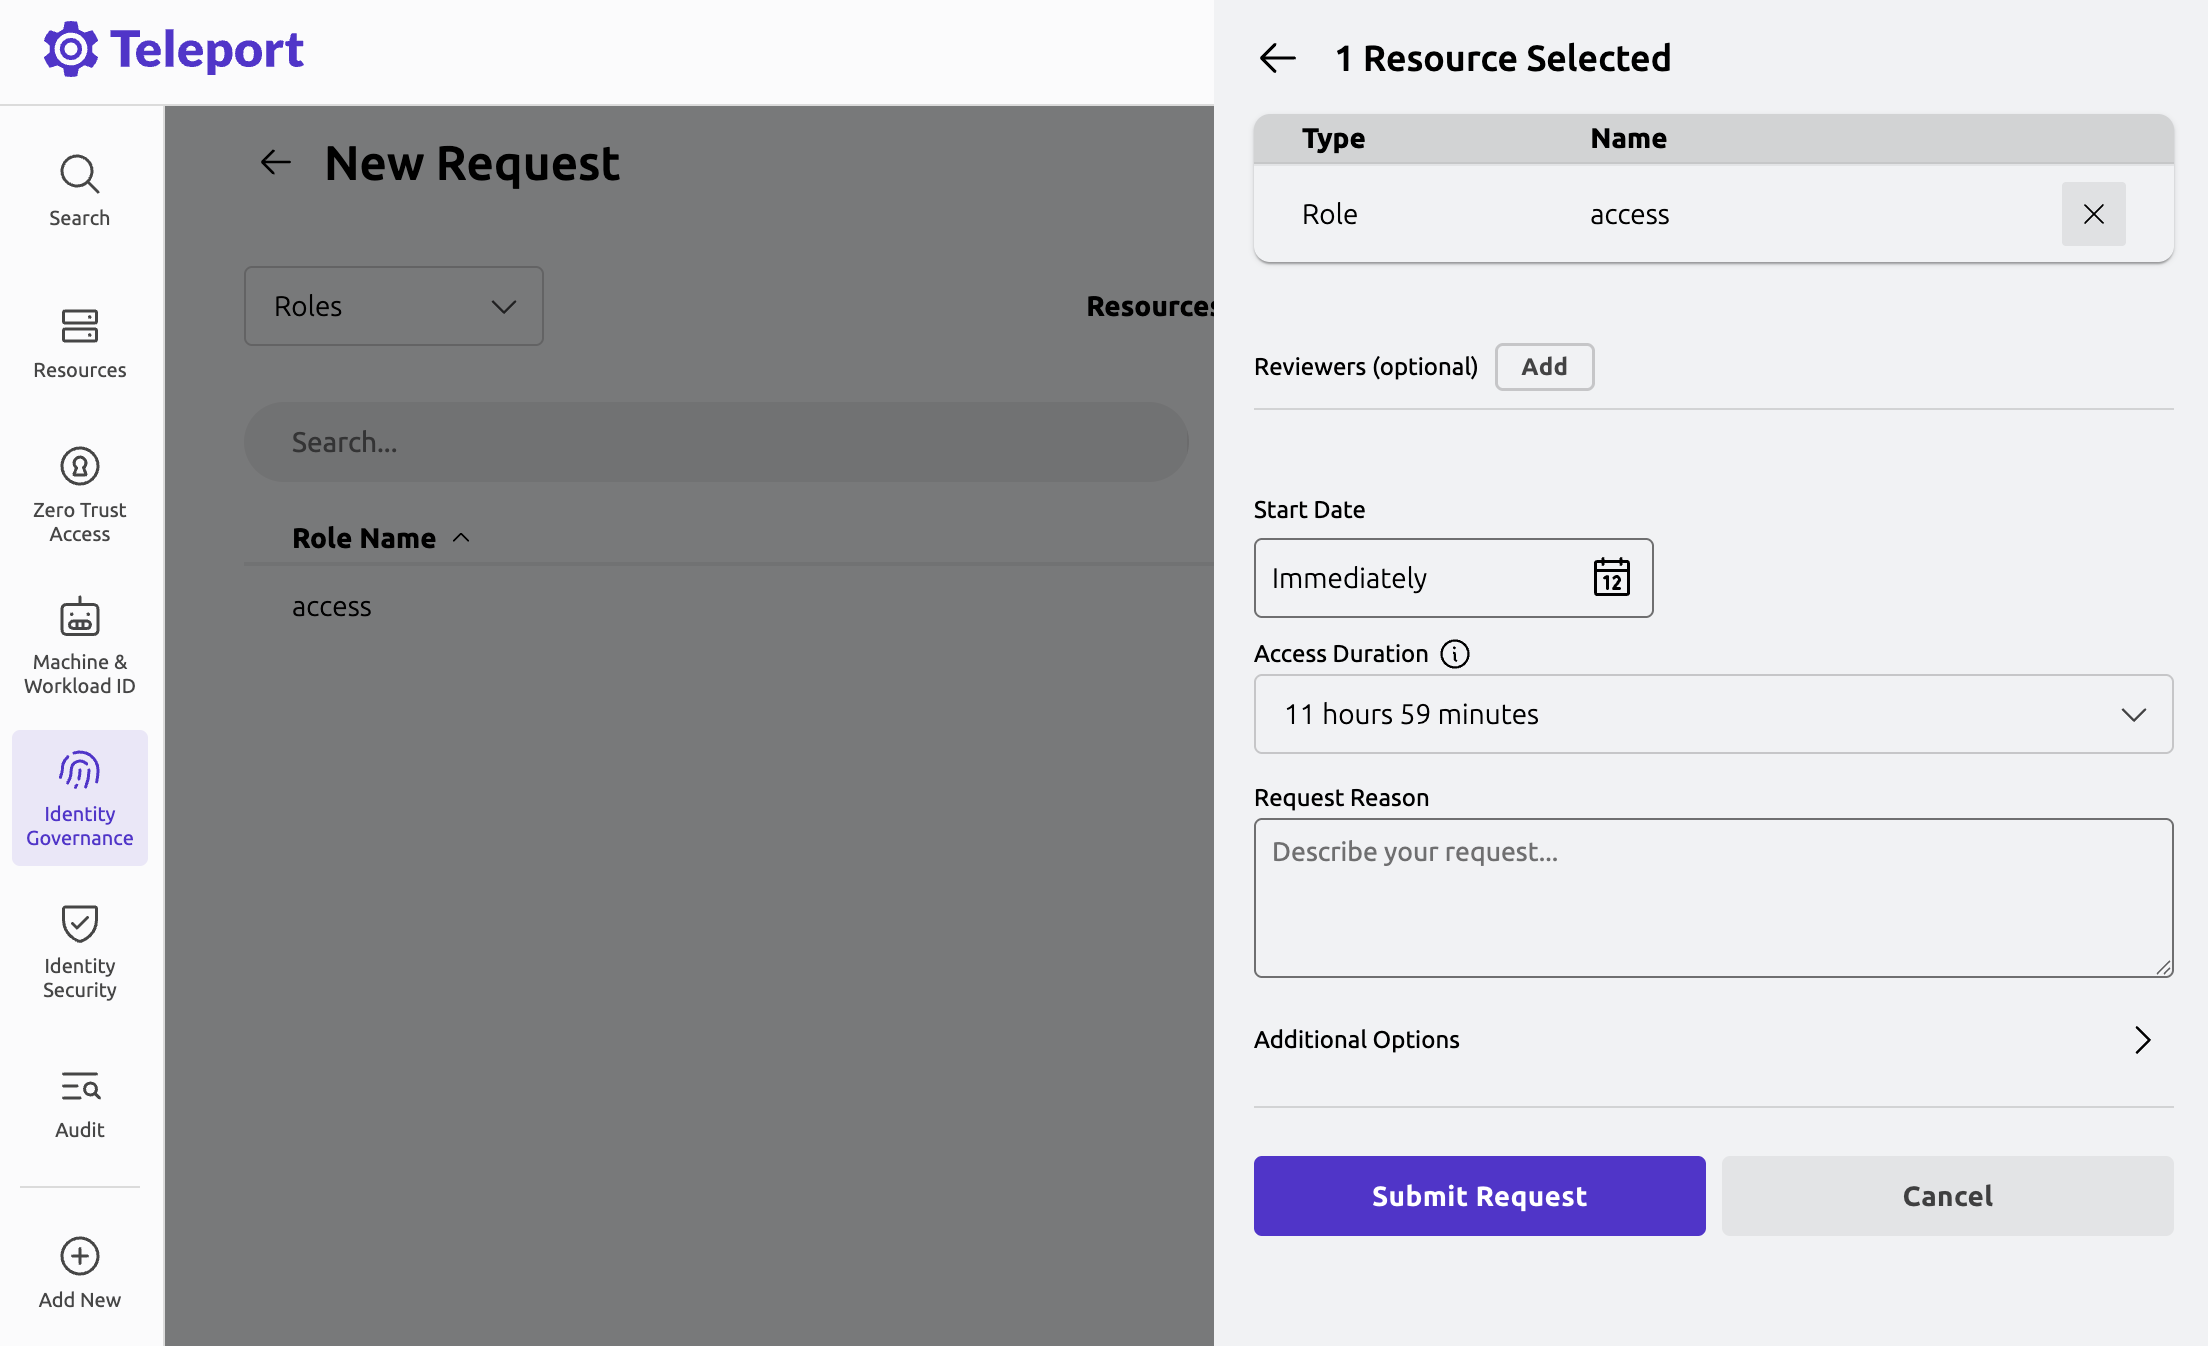 Teleport
Search
Resources
Zero Trust
Access
Machine &
Workload ID
Identity
Governance
Identity
Security
Audit
Add New
New Request
Roles
Resources
Search...
Role Name
access
1 Resource Selected
Type Name
Role access
Reviewers (optional) Add
Start Date
Immediately 12
Access Duration
11 hours 59 minutes
Request Reason
Describe your request...
Additional Options
Submit Request Cancel